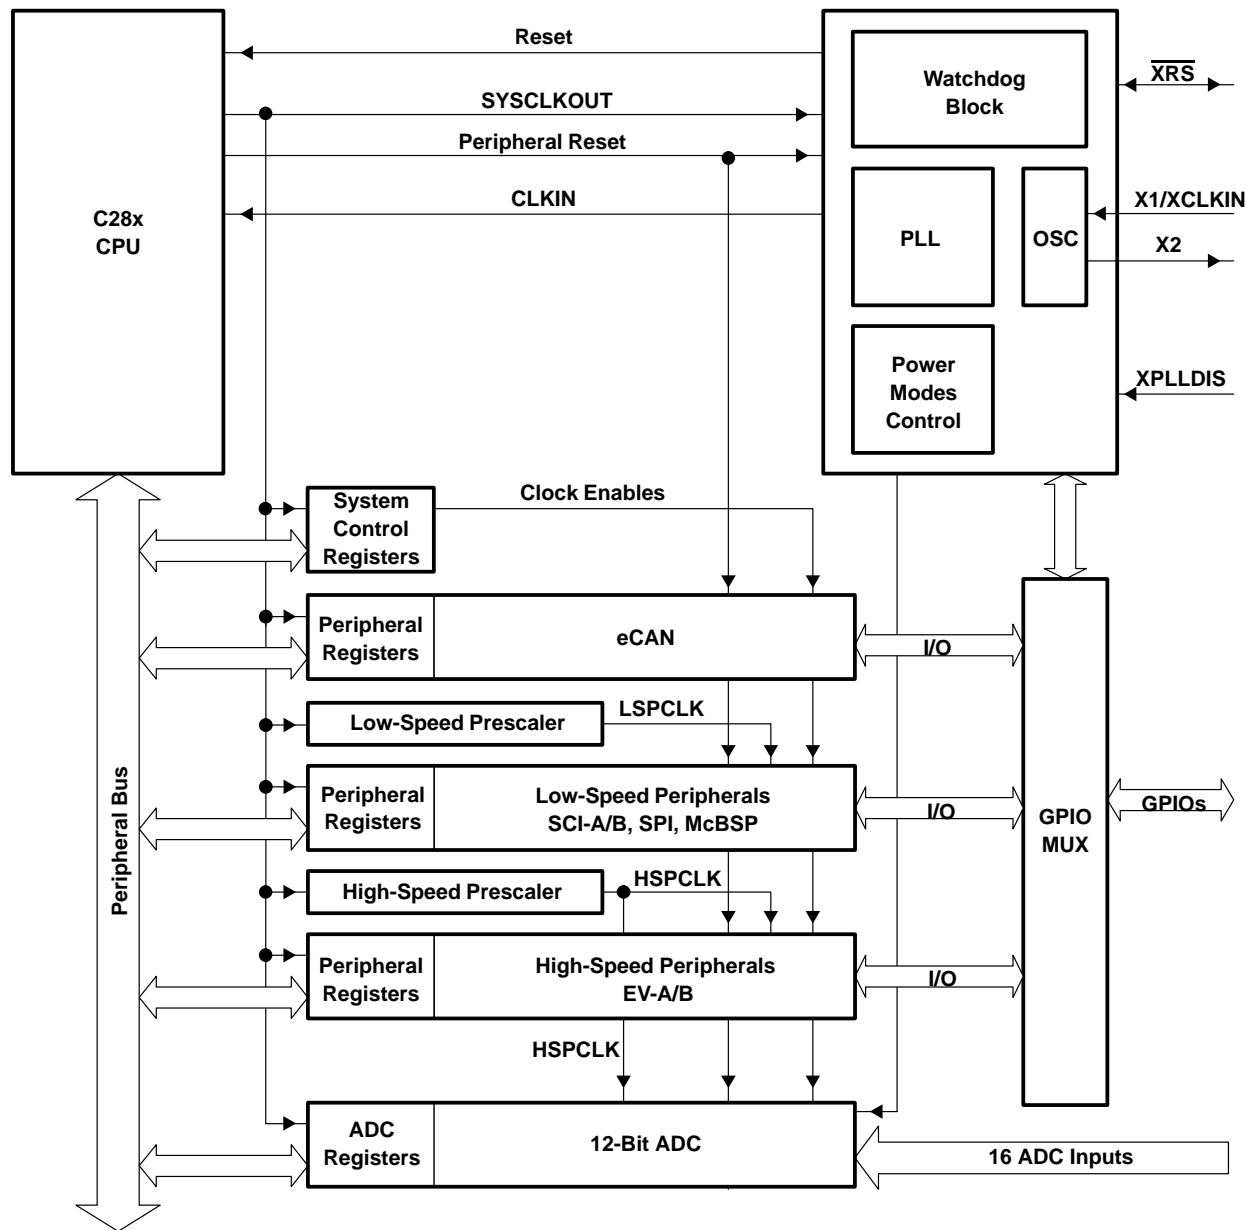 Reset
Watchdog
Block
XRS
SYSCLKOUT
Peripheral Reset
C28x
CPU
CLKIN
PLL
OSC
X1/XCLKIN
X2
Power
Modes
Control
XPLLDIS
System
Control
Registers
Clock Enables
Peripheral
Registers
eCAN
I/O
Low-Speed Prescaler
LSPCLK
Peripheral Bus
Peripheral
Registers
Low-Speed Peripherals
SCI-A/B, SPI, McBSP
I/O
GPIO
MUX
GPIOs
High-Speed Prescaler
HSPCLK
Peripheral
Registers
High-Speed Peripherals
EV-A/B
I/O
HSPCLK
ADC
Registers
12-Bit ADC
16 ADC Inputs